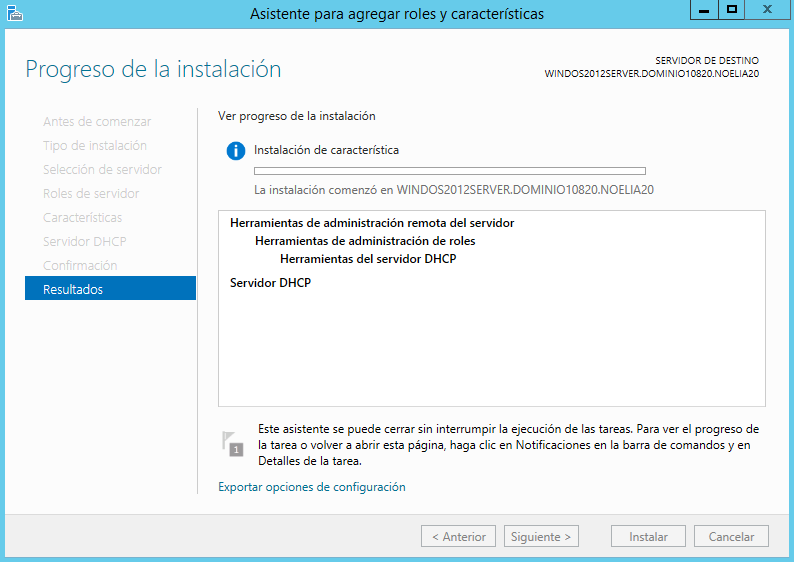 Asistente para agregar roles y características
Progreso de la instalación
SERVIDOR DE DESTINO
WINDOS2012SERVER.DOMINIO10820.NOELIA20
Antes de comenzar
Tipo de instalación
Selección de servidor
Roles de servidor
Características
Servidor DHCP
Confirmación
Resultados
Ver progreso de la instalación
Instalación de característica
La instalación comenzó en WINDOS2012SERVER.DOMINIO10820.NOELIA20
Herramientas de administración remota del servidor
Herramientas de administración de roles
Herramientas del servidor DHCP
Servidor DHCP
1
Este asistente se puede cerrar sin interrumpir la ejecución de las tareas. Para ver el progreso de
la tarea o volver a abrir esta página, haga clic en Notificaciones en la barra de comandos y en
Detalles de la tarea.
Exportar opciones de configuración
< Anterior
Siguiente >
Instalar
Cancelar